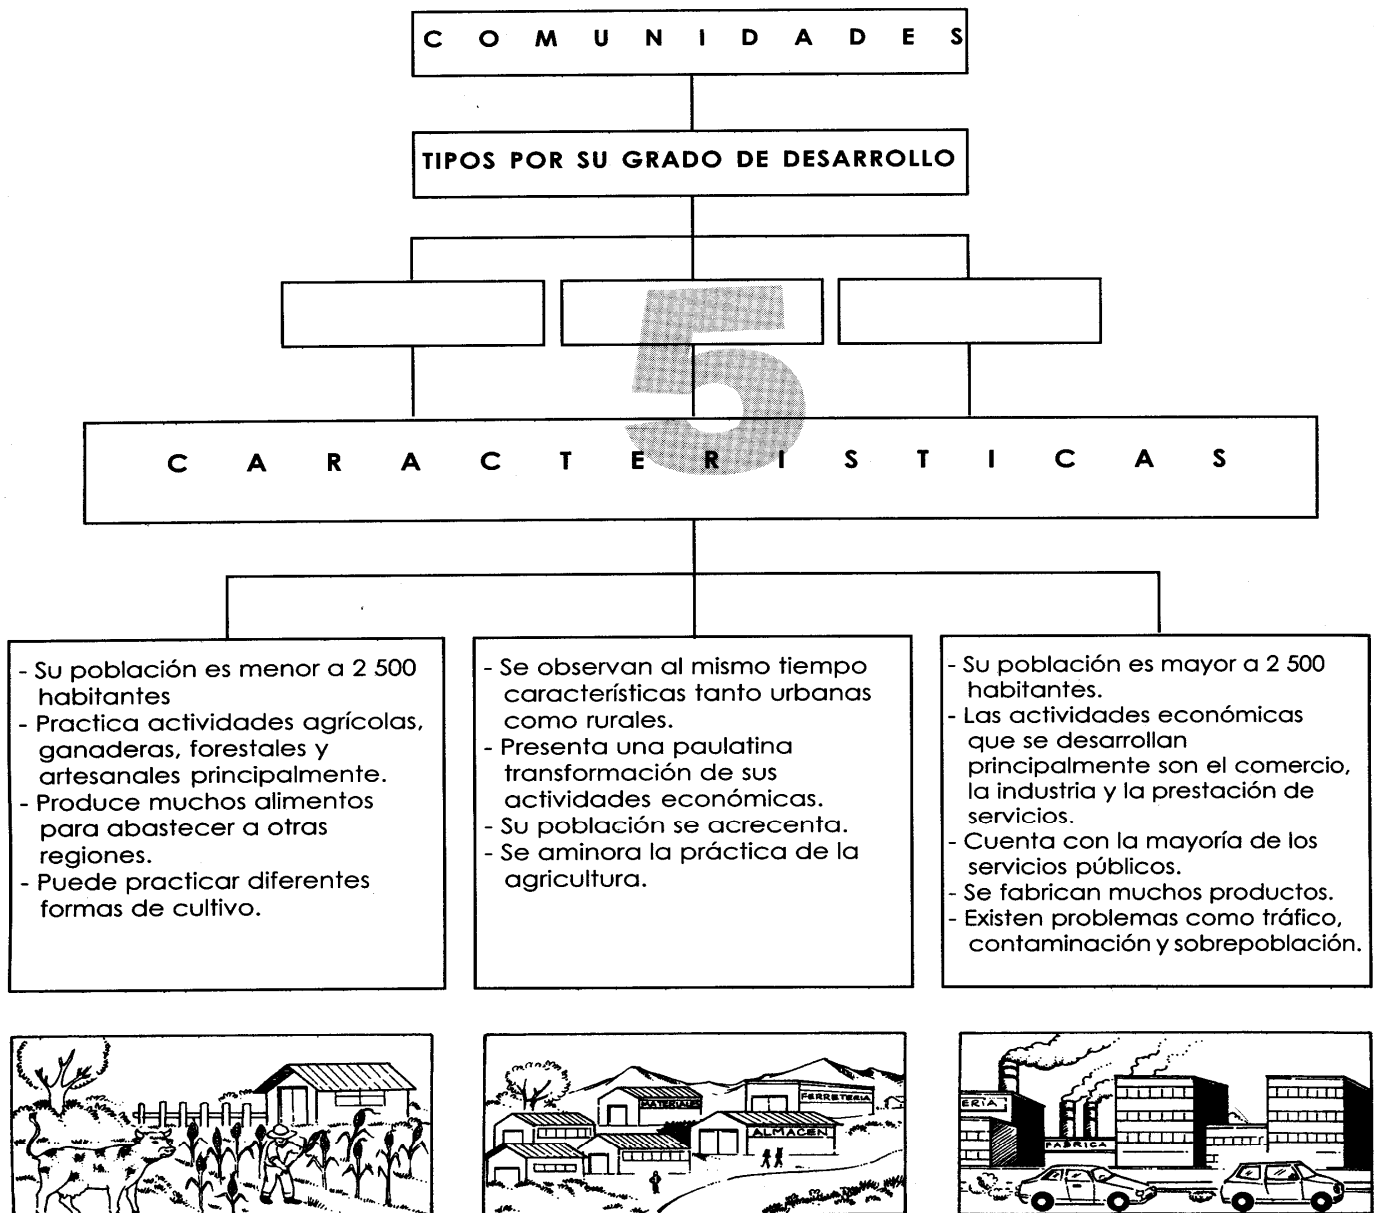 COMUNIDADES
TIPOS POR SU GRADO DE DESARROLLO
5
CARACTERISTICAS
- Su población es menor a 2 500
habitantes
- Practica actividades agrícolas,
ganaderas, forestales y
artesanales principalmente.
- Produce muchos alimentos
para abastecer a otras
regiones.
- Puede practicar diferentes
formas de cultivo.
- Se observan al mismo tiempo
características tanto urbanas
como rurales.
- Presenta una paulatina
transformación de sus
actividades económicas.
- Su población se acrecenta.
- Se aminora la práctica de la
agricultura.
- Su población es mayor a 2 500
habitantes.
- Las actividades económicas
que se desarrollan
principalmente son el comercio,
la industria y la prestación de
servicios.
- Cuenta con la mayoría de los
servicios públicos.
- Se fabrican muchos productos.
- Existen problemas como tráfico,
contaminación y sobrepoblación.
MATERIALES
FERRETERIA
ALMACEN
ERIA
FABRICA